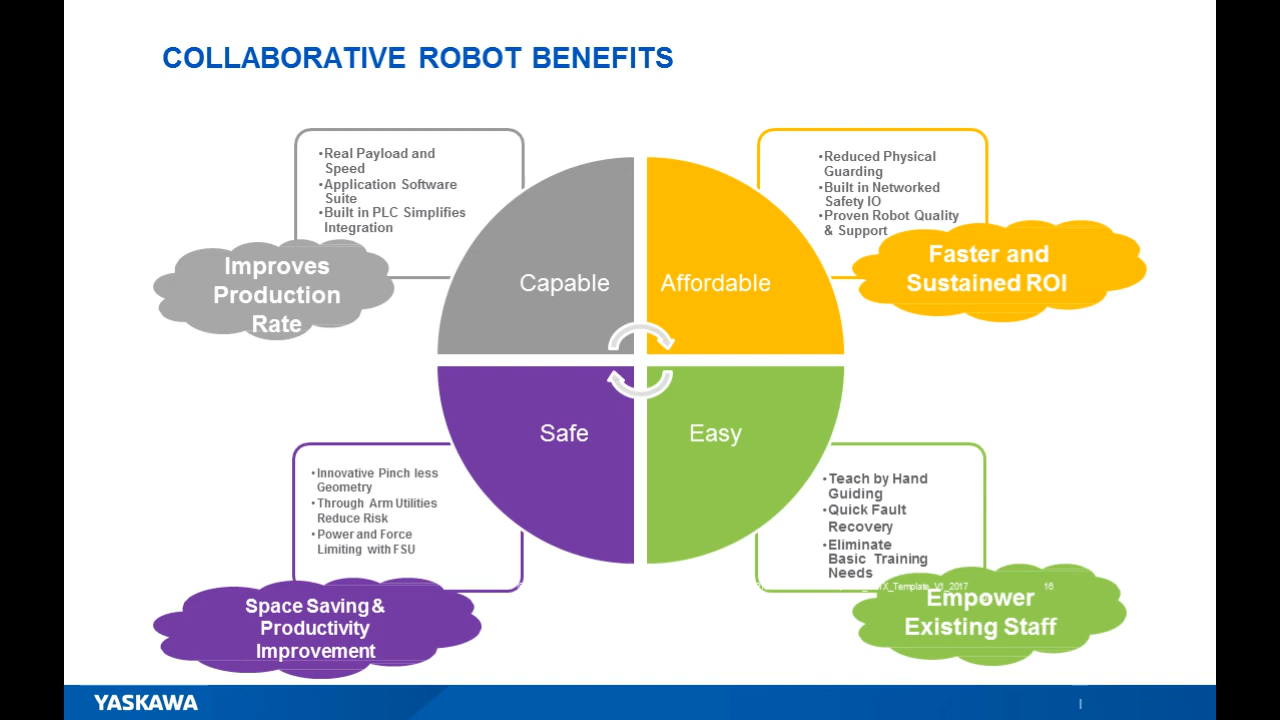 COLLABORATIVE ROBOT BENEFITS
•Real Payload and
Speed
•Application Software
Suite
•Built in PLC Simplifies
Integration
Improves
Production
Rate
Capable
Affordable
•Reduced Physical
Guarding
•Built in Networked
Safety IO
•Proven Robot Quality
& Support
Faster and
Sustained ROI
Safe
Easy
•Innovative Pinch less
Geometry
•Through Arm Utilities
Reduce Risk
•Power and Force
Limiting with FSU
Space Saving &
Productivity
Improvement
•Teach by Hand
Guiding
•Quick Fault
Recovery
•Eliminate
Basic Training
Needs
Template_VI_2017
16
Empower
Existing Staff
YASKAWA